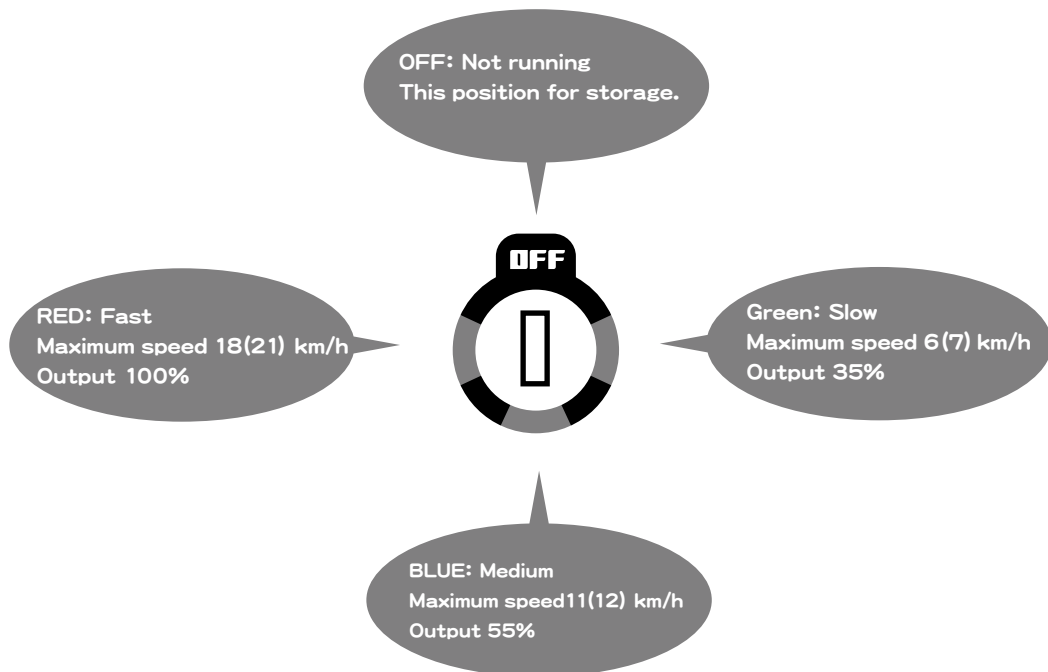 OFF: Not running
This position for storage.
OFF
RED: Fast
Maximum speed 18(21) km/h
Output 100%
Green: Slow
Maximum speed 6(7) km/h
Output 35%
BLUE: Medium
Maximum speed11(12) km/h
Output 55%